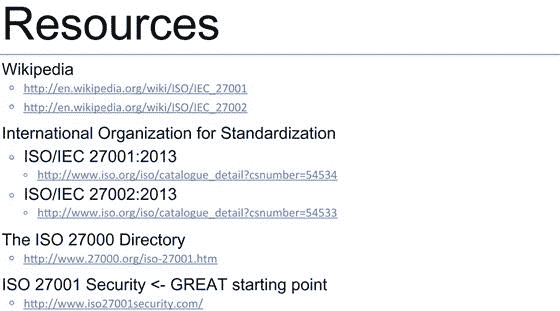 Resources
Wikipedia
http://en.wikipedia.org/wiki/ISO/IEC_27001
http://en.wikipedia.org/wiki/ISO/IEC_27002
International Organization for Standardization
ISO/IEC 27001:2013
http://www.iso.org/iso/catalogue_detail?csnumber=54534
ISO/IEC 27002:2013
http://www.iso.org/iso/catalogue_detail?csnumber=54533
The ISO 27000 Directory
http://www.27000.org/iso-27001.htm
ISO 27001 Security <- GREAT starting point
http://www.iso27001security.com/